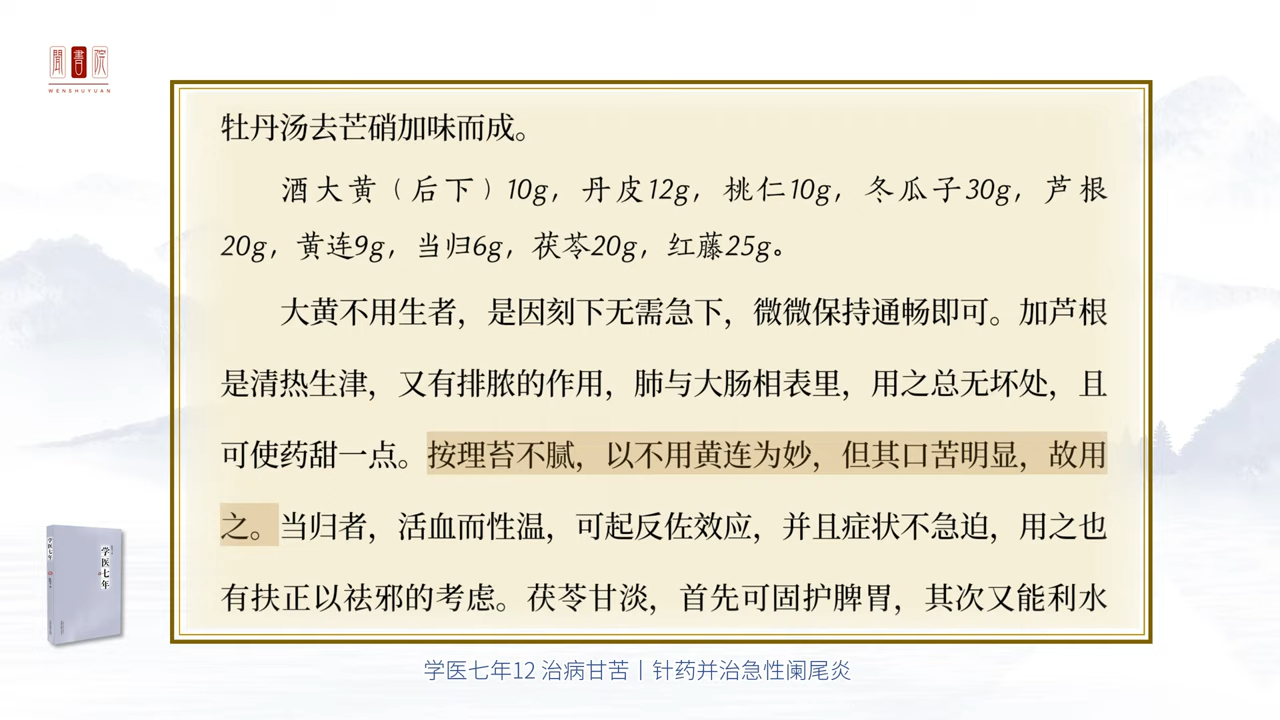 聞書院
WENSHUYUAN
牡丹汤去芒硝加味而成。
酒大黄（后下）10g，丹皮12g，桃仁10g，冬瓜子30g，芦根
20g，黄连9g，当归6g，茯苓20g，红藤25g。
大黄不用生者，是因刻下无需急下，微微保持通畅即可。加芦根
是清热生津，又有排脓的作用，肺与大肠相表里，用之总无坏处，且
可使药甜一点。按理苔不腻，以不用黄连为妙，但其口苦明显，故用
之。当归者，活血而性温，可起反佐效应，并且症状不急迫，用之也
有扶正以祛邪的考虑。茯苓甘淡，首先可固护脾胃，其次又能利水
学医七年
学医七年
学医七年12 治病甘苦丨针药并治急性阑尾炎